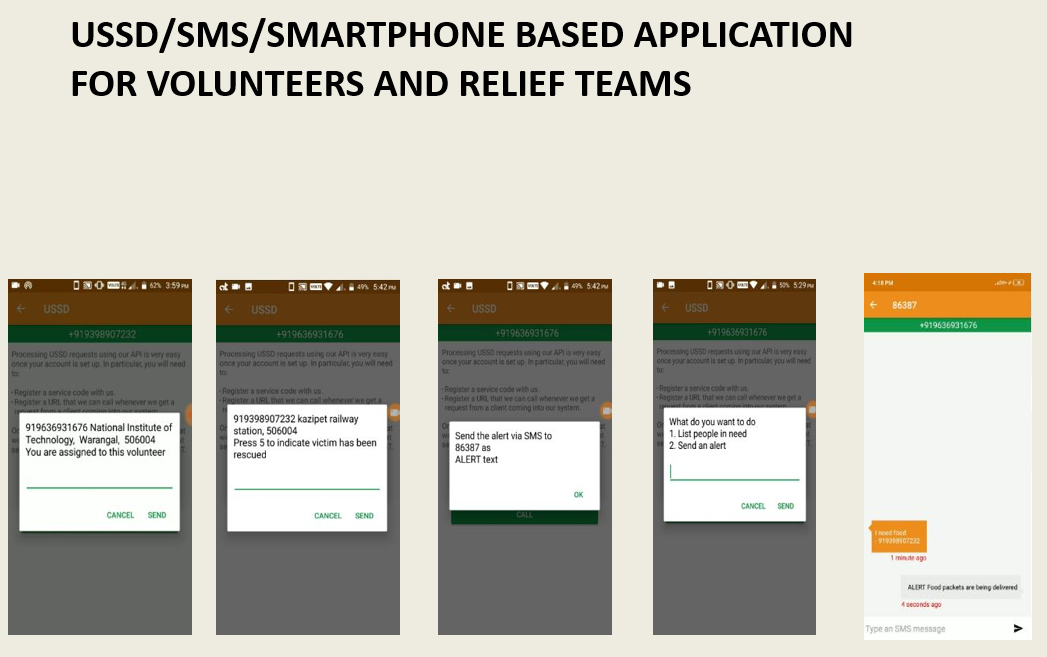 USSD/SMS/SMARTPHONE BASED APPLICATION
FOR VOLUNTEERS AND RELIEF TEAMS
62% 3:59 PM
USSD
+919398907232
Processing USSD requests using our API is very easy
once your account is set up. In particular, you will need
to:
- Register a service code with us.
- Register a URL that we can call whenever we get a
request from a client coming into our system.
919636931676 National Institute of
Technology, Warangal, 506004
You are assigned to this volunteer
CANCEL SEND
49% 5:42 PM
USSD
+919636931676
Processing USSD requests using our API is very easy
once your account is set up. In particular, you will need
to:
- Register a service code with us.
- Register a URL that we can call whenever we get a
919398907232 kazipet railway
station, 506004
Press 5 to indicate victim has been
rescued
CANCEL SEND
49% 5:42 PM
USSD
+919636931676
Processing USSD requests using our API is very easy
once your account is set up. In particular, you will need
to:
- Register a service code with us.
- Register a URL that we can call whenever we get a
request from a client coming into our system.
Send the alert via SMS to
86387 as
ALERT text
OK
CALL
50% 5:29 PM
USSD
+919636931676
Processing USSD requests using our API is very easy
once your account is set up. In particular, you will need
to:
- Register a service code with us.
- Register a URL that we can call whenever we get a
What do you want to do
1. List people in need
2. Send an alert
CANCEL SEND
4:18 PM
86387
+919636931676
I need food
- 919398907232
1 minute ago
ALERT Food packets are being delivered
4 seconds ago
Type an SMS message